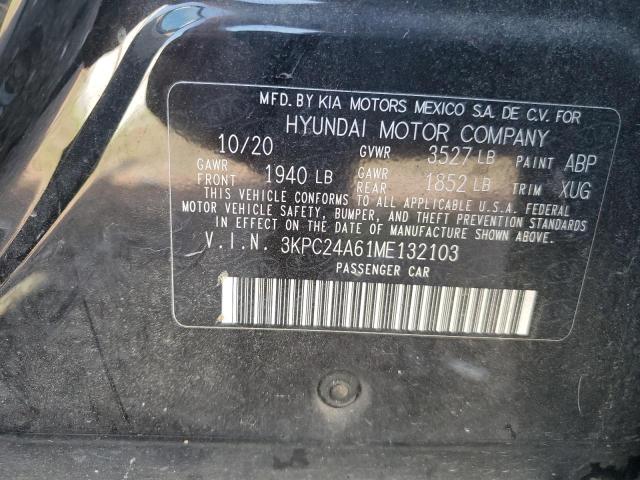 MFD. BY KIA MOTORS MEXICO S.A. DE C.V. FOR
HYUNDAI MOTOR COMPANY
10/20 GVWR 3527 LB PAINT ABP
GAWR FRONT 1940 LB GAWR REAR 1852 LB TRIM XUG
THIS VEHICLE CONFORMS TO ALL APPLICABLE U.S.A. FEDERAL
MOTOR VEHICLE SAFETY, BUMPER, AND THEFT PREVENTION STANDARDS
IN EFFECT ON THE DATE OF MANUFACTURE SHOWN ABOVE.
V.I.N. 3KPC24A61ME132103
PASSENGER CAR